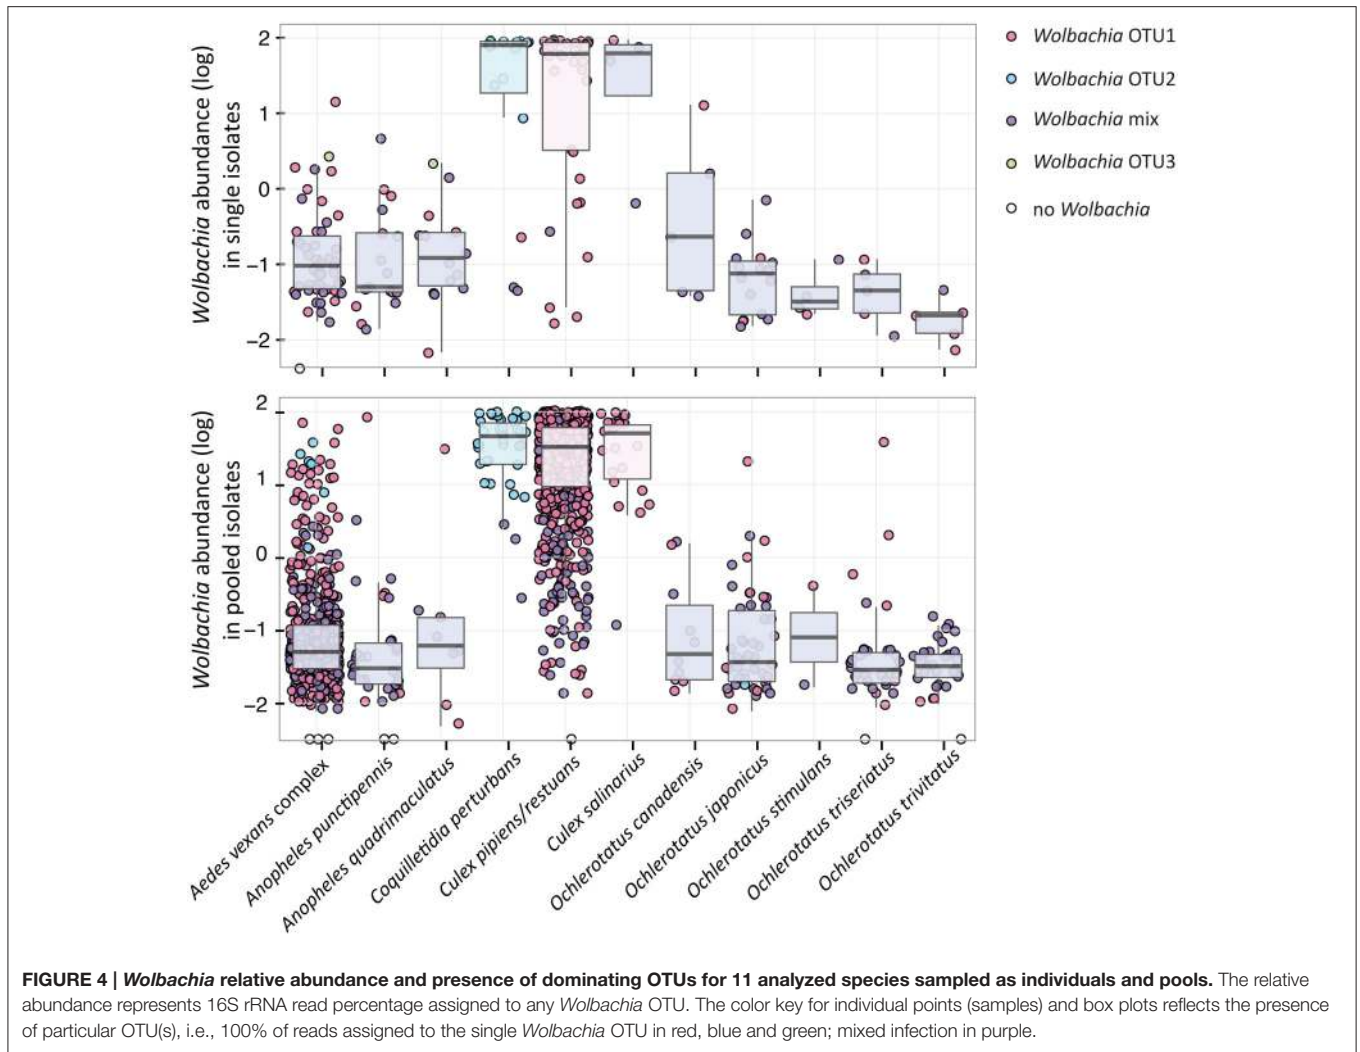 Wolbachia abundance (log)
in single isolates
2
1
0
−1
−2
Wolbachia OTU1
Wolbachia OTU2
Wolbachia mix
Wolbachia OTU3
no Wolbachia
Wolbachia abundance (log)
in pooled isolates
2
1
0
−1
−2
Aedes vexans complex
Anopheles punctipennis
Anopheles quadrimaculatus
Coquilletidia perturbans
Culex pipiens/restuans
Culex salinarius
Ochlerotatus canadensis
Ochlerotatus japonicus
Ochlerotatus stimulans
Ochlerotatus triseriatus
Ochlerotatus trivitatus
FIGURE 4 | Wolbachia relative abundance and presence of dominating OTUs for 11 analyzed species sampled as individuals and pools. The relative
abundance represents 16S rRNA read percentage assigned to any Wolbachia OTU. The color key for individual points (samples) and box plots reflects the presence
of particular OTU(s), i.e., 100% of reads assigned to the single Wolbachia OTU in red, blue and green; mixed infection in purple.